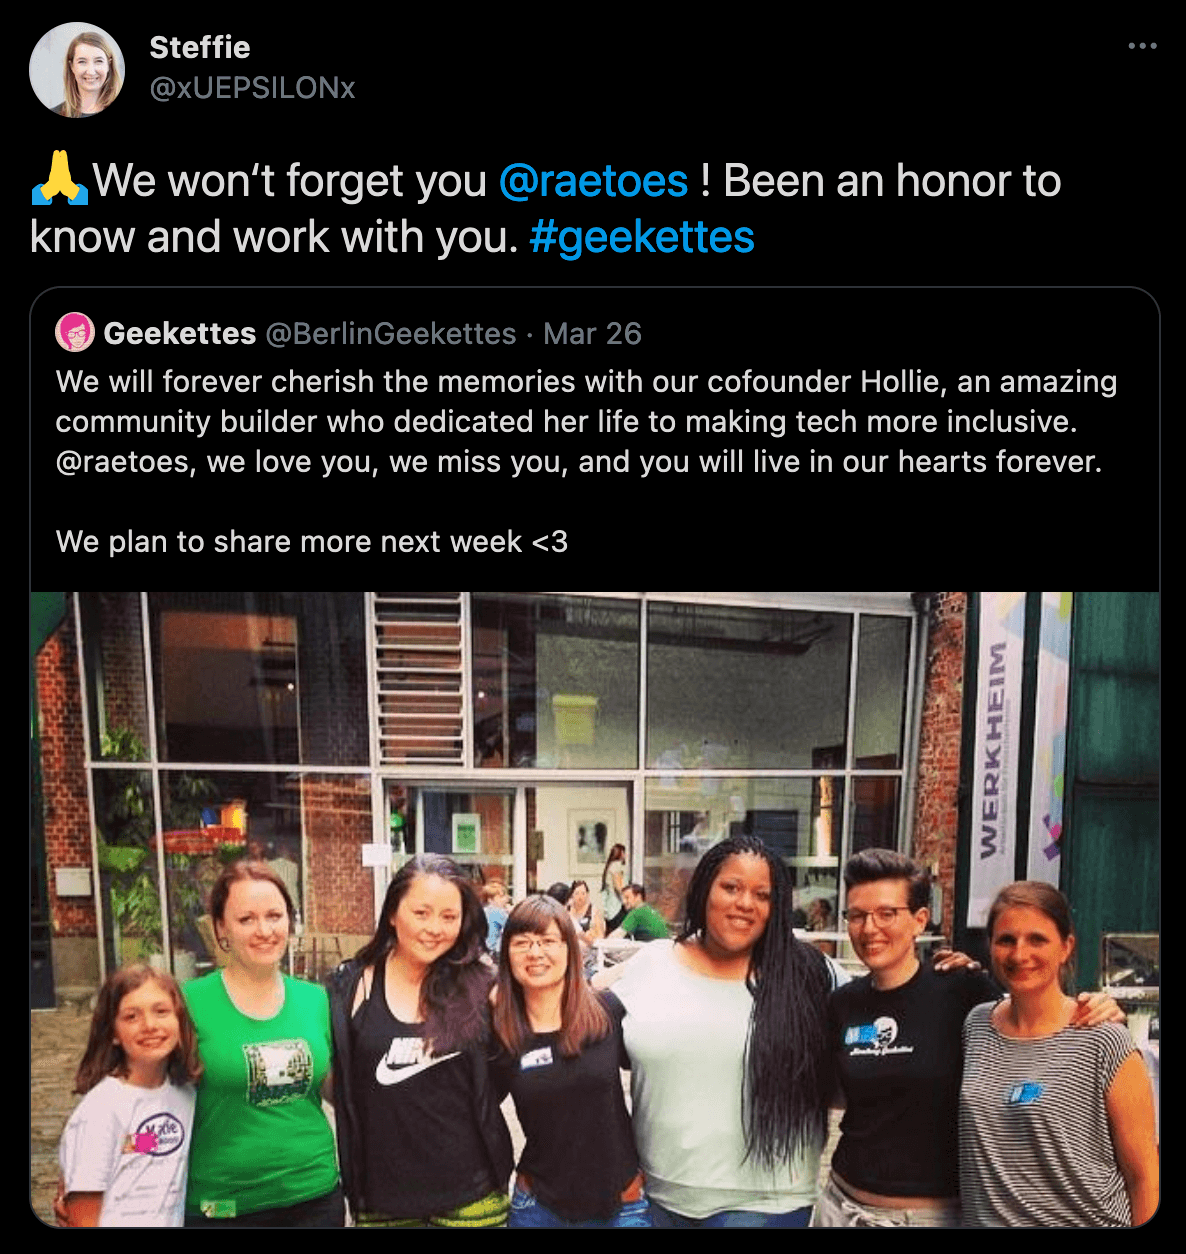 Steffie
@xUEPSILONx
🙏We won‘t forget you @raetoes ! Been an honor to
know and work with you. #geekettes
Geekettes @BerlinGeekettes · Mar 26
We will forever cherish the memories with our cofounder Hollie, an amazing
community builder who dedicated her life to making tech more inclusive.
@raetoes, we love you, we miss you, and you will live in our hearts forever.
We plan to share more next week <3
WERKHEIM